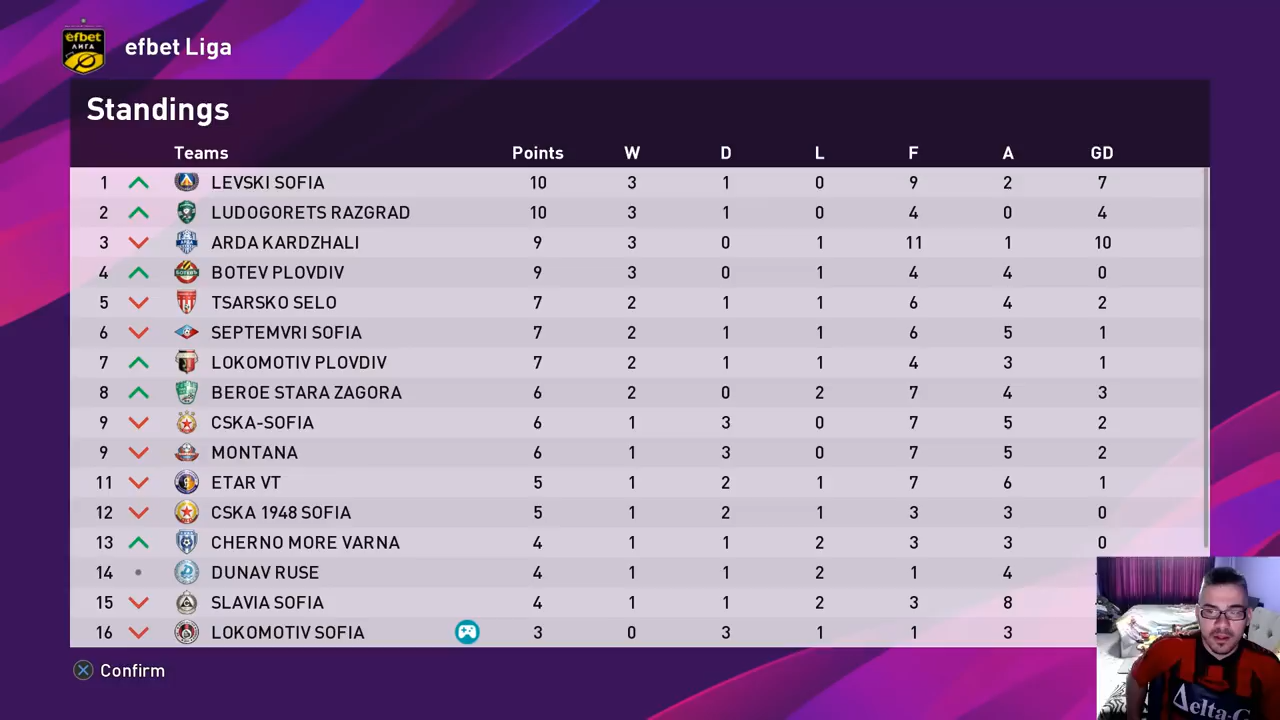 efbet ЛИГА
efbet Liga
Standings
Teams Points W D L F A GD
1 LEVSKI SOFIA 10 3 1 0 9 2 7
2 LUDOGORETS RAZGRAD 10 3 1 0 4 0 4
3 ARDA KARDZHALI 9 3 0 1 11 1 10
4 BOTEV PLOVDIV 9 3 0 1 4 4 0
5 TSARSKO SELO 7 2 1 1 6 4 2
6 SEPTEMVRI SOFIA 7 2 1 1 6 5 1
7 LOKOMOTIV PLOVDIV 7 2 1 1 4 3 1
8 BEROE STARA ZAGORA 6 2 0 2 7 4 3
9 CSKA-SOFIA 6 1 3 0 7 5 2
9 MONTANA 6 1 3 0 7 5 2
11 ETAR VT 5 1 2 1 7 6 1
12 CSKA 1948 SOFIA 5 1 2 1 3 3 0
13 CHERNO MORE VARNA 4 1 1 2 3 3 0
14 DUNAV RUSE 4 1 1 2 1 4
15 SLAVIA SOFIA 4 1 1 2 3 8
16 LOKOMOTIV SOFIA 3 0 3 1 1 3
Confirm
Delta-C